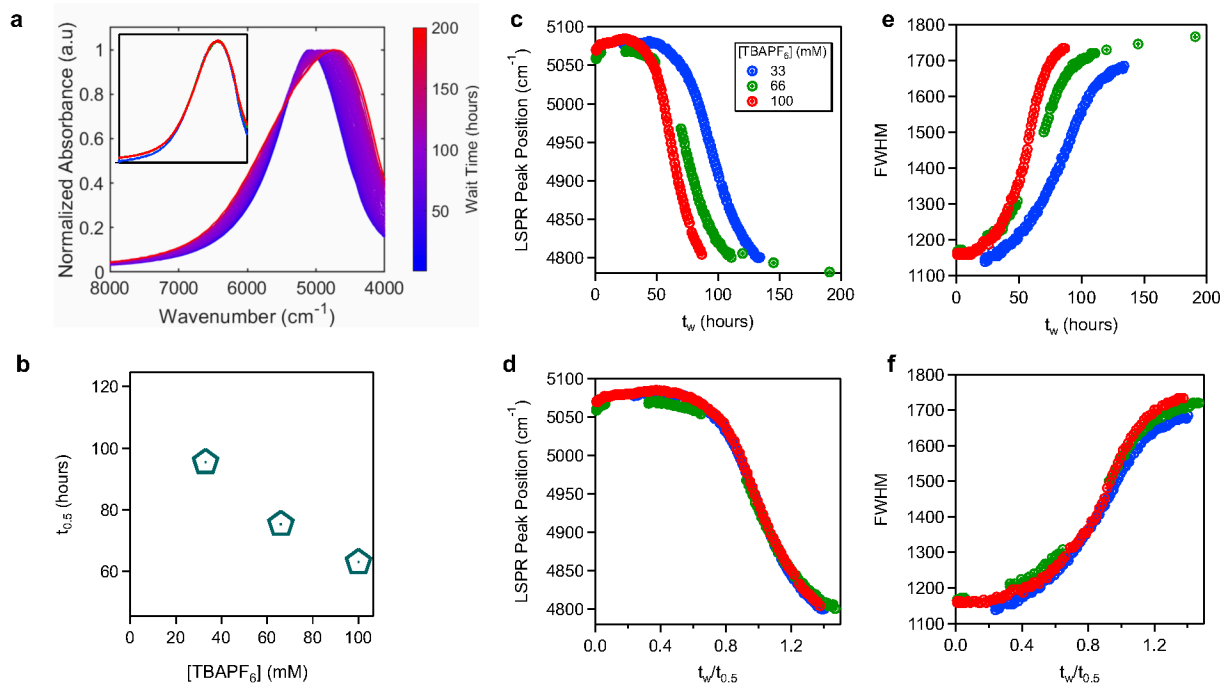 a
Normalized Absorbance (a.u)
1
0.8
0.6
0.4
0.2
0
8000 7000 6000 5000 4000
Wavenumber (cm⁻¹)
200
150
100
50
Wait Time (hours)
b
t₀.₅ (hours)
120
100
80
60
0 20 40 60 80 100
[TBAPF₆] (mM)
c
LSPR Peak Position (cm⁻¹)
5100
5050
5000
4950
4900
4850
4800
0 50 100 150 200
t_w (hours)
[TBAPF₆] (mM)
33
66
100
d
LSPR Peak Position (cm⁻¹)
5100
5050
5000
4950
4900
4850
4800
0.0 0.4 0.8 1.2
t_w/t₀.₅
e
FWHM
1800
1700
1600
1500
1400
1300
1200
1100
0 50 100 150 200
t_w (hours)
f
FWHM
1800
1700
1600
1500
1400
1300
1200
1100
0.0 0.4 0.8 1.2
t_w/t₀.₅